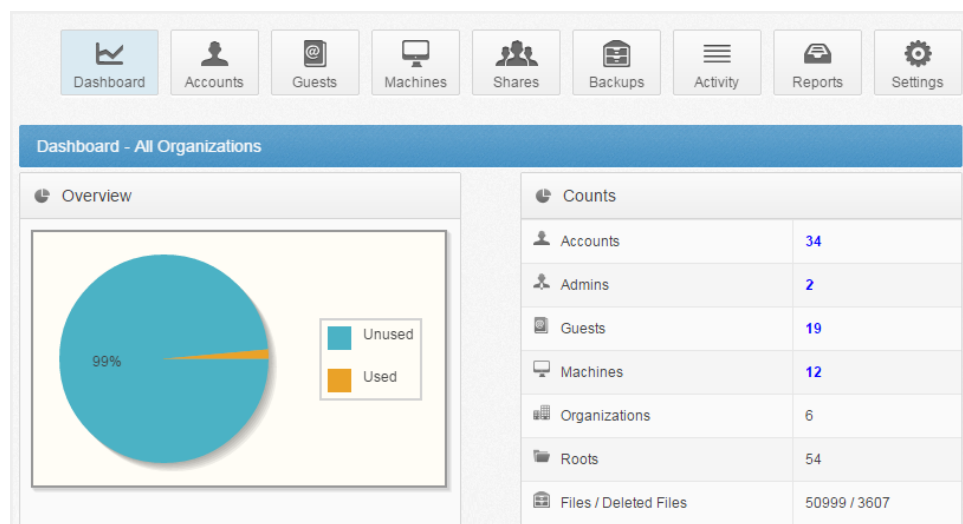 Dashboard Accounts Guests Machines Shares Backups Activity Reports Settings
Dashboard - All Organizations
Overview
99%
Unused
Used
Counts
Accounts 34
Admins 2
Guests 19
Machines 12
Organizations 6
Roots 54
Files / Deleted Files 50999 / 3607